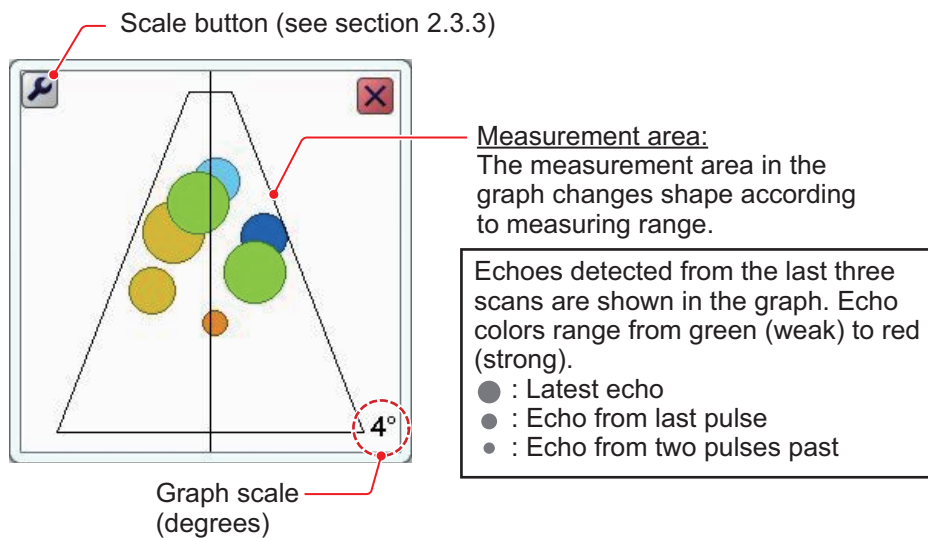 Scale button (see section 2.3.3)
Measurement area:
The measurement area in the
graph changes shape according
to measuring range.
Echoes detected from the last three
scans are shown in the graph. Echo
colors range from green (weak) to red
(strong).
: Latest echo
: Echo from last pulse
: Echo from two pulses past
4°
Graph scale
(degrees)